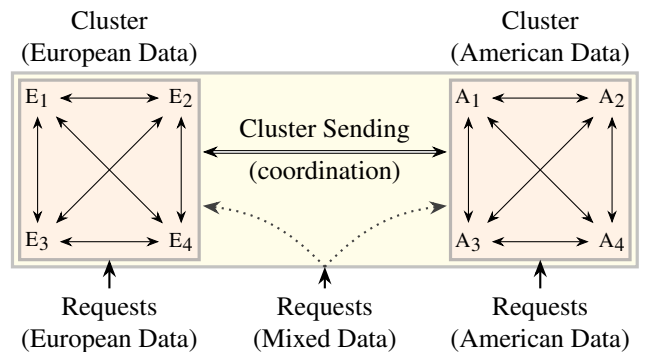 Cluster
(European Data)
Cluster
(American Data)
E1 E2
A1 A2
Cluster Sending
(coordination)
E3 E4
A3 A4
Requests
(European Data)
Requests
(Mixed Data)
Requests
(American Data)